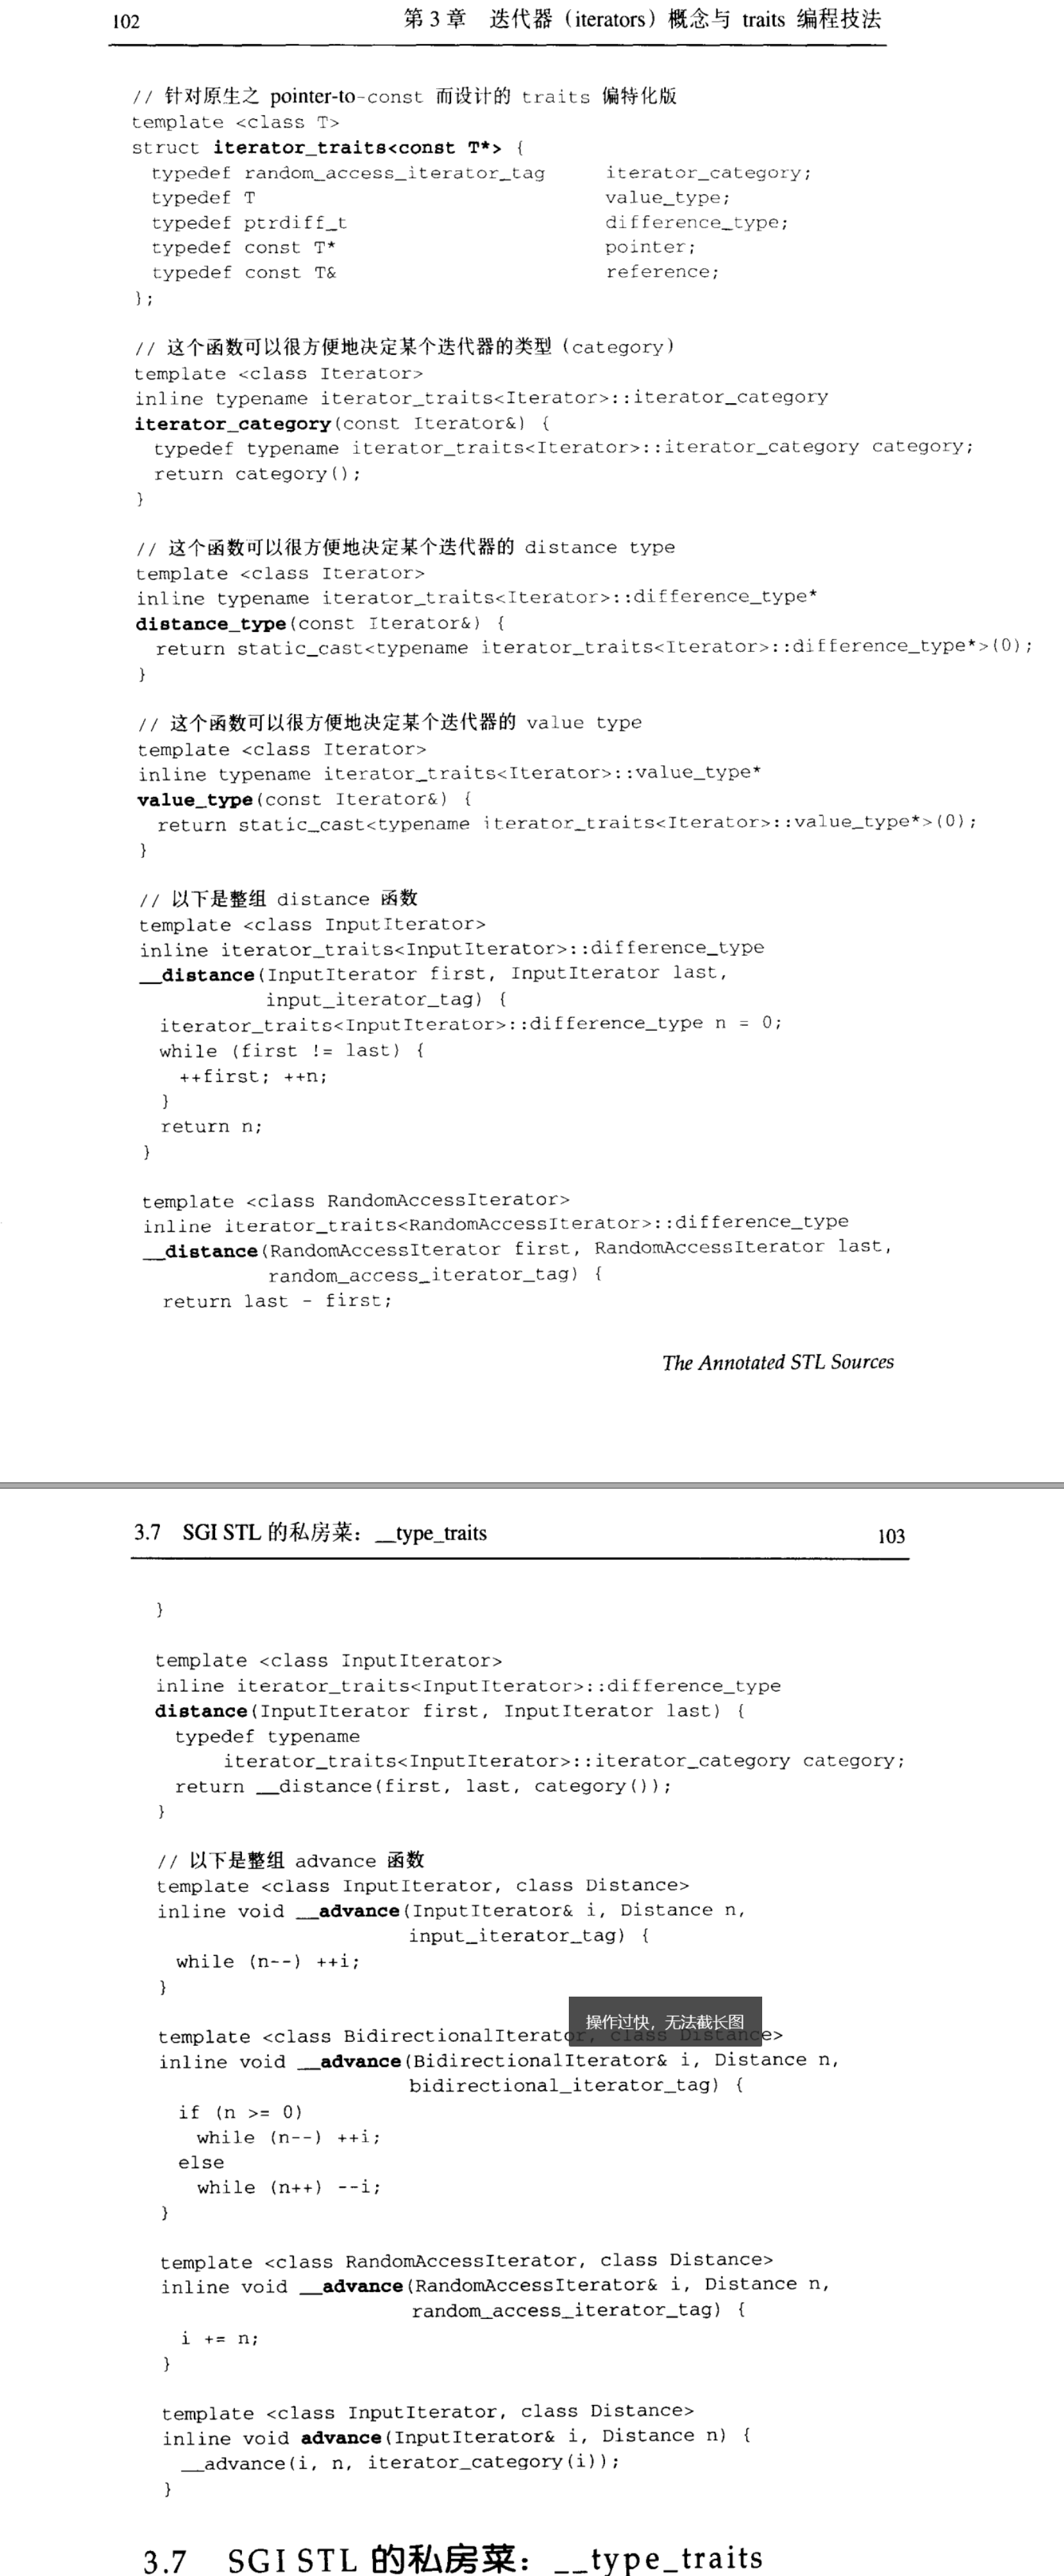 102 第 3 章 迭代器（iterators）概念与 traits 编程技法
// 针对原生之 pointer-to-const 而设计的 traits 偏特化版
template <class T>
struct iterator_traits<const T*> {
  typedef random_access_iterator_tag iterator_category;
  typedef T value_type;
  typedef ptrdiff_t difference_type;
  typedef const T* pointer;
  typedef const T& reference;
};
// 这个函数可以很方便地决定某个迭代器的类型（category）
template <class Iterator>
inline typename iterator_traits<Iterator>::iterator_category
iterator_category(const Iterator&) {
  typedef typename iterator_traits<Iterator>::iterator_category category;
  return category();
}
// 这个函数可以很方便地决定某个迭代器的 distance type
template <class Iterator>
inline typename iterator_traits<Iterator>::difference_type*
distance_type(const Iterator&) {
  return static_cast<typename iterator_traits<Iterator>::difference_type*>(0);
}
// 这个函数可以很方便地决定某个迭代器的 value type
template <class Iterator>
inline typename iterator_traits<Iterator>::value_type*
value_type(const Iterator&) {
  return static_cast<typename iterator_traits<Iterator>::value_type*>(0);
}
// 以下是整组 distance 函数
template <class InputIterator>
inline iterator_traits<InputIterator>::difference_type
__distance(InputIterator first, InputIterator last,
           input_iterator_tag) {
  iterator_traits<InputIterator>::difference_type n = 0;
  while (first != last) {
    ++first; ++n;
  }
  return n;
}
template <class RandomAccessIterator>
inline iterator_traits<RandomAccessIterator>::difference_type
__distance(RandomAccessIterator first, RandomAccessIterator last,
           random_access_iterator_tag) {
  return last - first;
The Annotated STL Sources
3.7 SGI STL 的私房菜：__type_traits 103
}
template <class InputIterator>
inline iterator_traits<InputIterator>::difference_type
distance(InputIterator first, InputIterator last) {
  typedef typename
      iterator_traits<InputIterator>::iterator_category category;
  return __distance(first, last, category());
}
// 以下是整组 advance 函数
template <class InputIterator, class Distance>
inline void __advance(InputIterator& i, Distance n,
                      input_iterator_tag) {
  while (n--) ++i;
}
操作过快，无法截长图
template <class BidirectionalIterator, class Distance>
inline void __advance(BidirectionalIterator& i, Distance n,
                      bidirectional_iterator_tag) {
  if (n >= 0)
    while (n--) ++i;
  else
    while (n++) --i;
}
template <class RandomAccessIterator, class Distance>
inline void __advance(RandomAccessIterator& i, Distance n,
                      random_access_iterator_tag) {
  i += n;
}
template <class InputIterator, class Distance>
inline void advance(InputIterator& i, Distance n) {
  __advance(i, n, iterator_category(i));
}
3.7 SGI STL 的私房菜：__type_traits